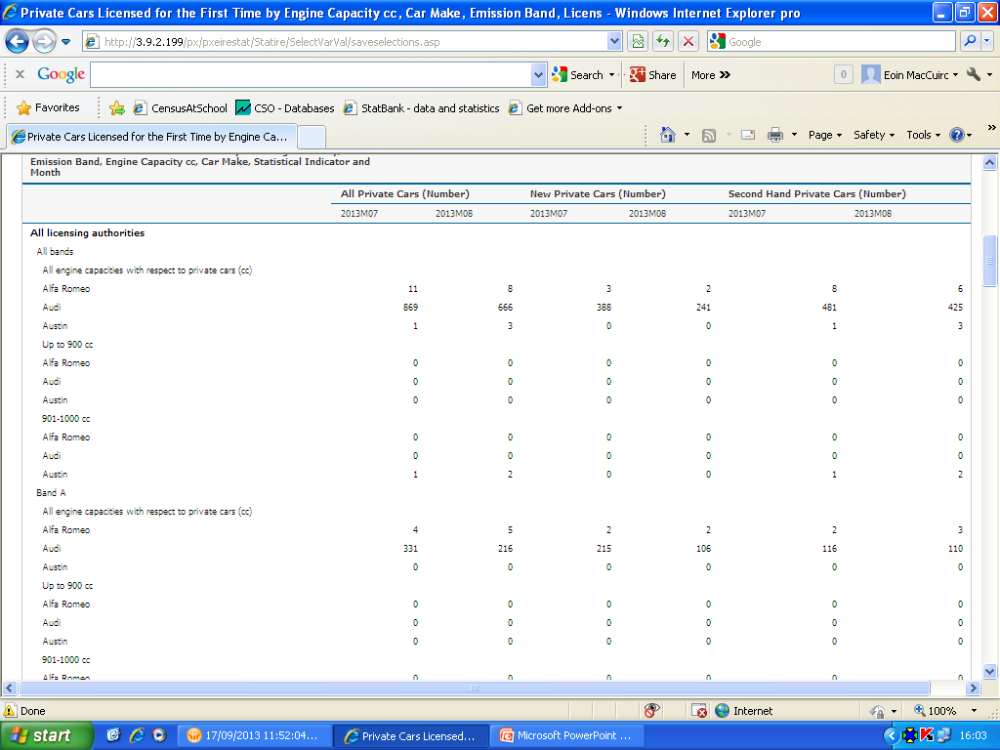 Private Cars Licensed for the First Time by Engine Capacity cc, Car Make, Emission Band, Licens - Windows Internet Explorer pro
http://3.9.2.199/px/pxeirestat/Statire/SelectVarVal/saveselections.asp
Google
x Google Search Share More » 0 Eoin MacCuirc
Favorites CensusAtSchool CSO - Databases StatBank - data and statistics Get more Add-ons
Private Cars Licensed for the First Time by Engine Ca... Page Safety Tools »
Emission Band, Engine Capacity cc, Car Make, Statistical Indicator and
Month
All Private Cars (Number) New Private Cars (Number) Second Hand Private Cars (Number)
2013M07 2013M08 2013M07 2013M08 2013M07 2013M08
All licensing authorities
All bands
All engine capacities with respect to private cars (cc)
Alfa Romeo 11 8 3 2 8 6
Audi 869 666 388 241 481 425
Austin 1 3 0 0 1 3
Up to 900 cc
Alfa Romeo 0 0 0 0 0 0
Audi 0 0 0 0 0 0
Austin 0 0 0 0 0 0
901-1000 cc
Alfa Romeo 0 0 0 0 0 0
Audi 0 0 0 0 0 0
Austin 1 2 0 0 1 2
Band A
All engine capacities with respect to private cars (cc)
Alfa Romeo 4 5 2 2 2 3
Audi 331 216 215 106 116 110
Austin 0 0 0 0 0 0
Up to 900 cc
Alfa Romeo 0 0 0 0 0 0
Audi 0 0 0 0 0 0
Austin 0 0 0 0 0 0
901-1000 cc
Alfa Romeo 0 0 0 0 0 0
Done Internet 100%
start 17/09/2013 11:52:04... Private Cars Licensed... Microsoft PowerPoint ... 16:03